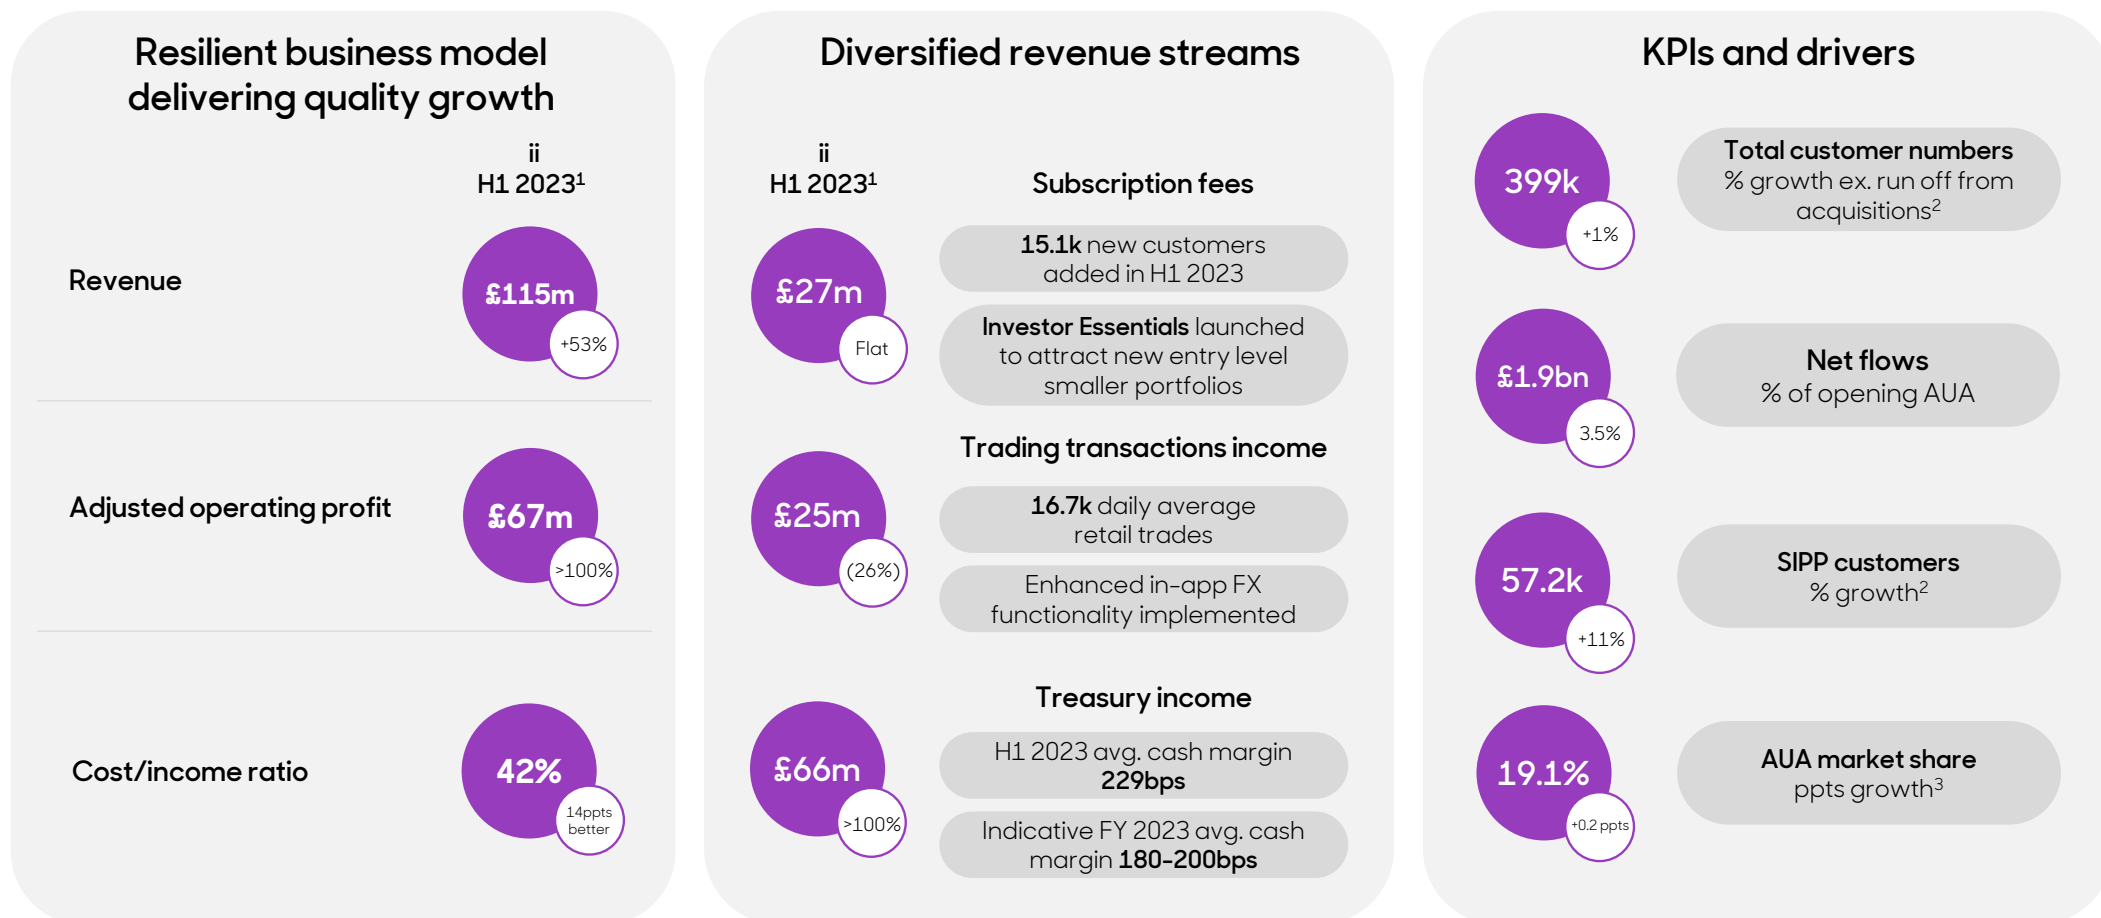 Resilient business model
delivering quality growth
ii
H1 2023¹
Revenue
£115m
+53%
Adjusted operating profit
£67m
>100%
Cost/income ratio
42%
14ppts
better
Diversified revenue streams
ii
H1 2023¹
Subscription fees
£27m
Flat
15.1k new customers
added in H1 2023
Investor Essentials launched
to attract new entry level
smaller portfolios
Trading transactions income
£25m
(26%)
16.7k daily average
retail trades
Enhanced in-app FX
functionality implemented
Treasury income
£66m
>100%
H1 2023 avg. cash margin
229bps
Indicative FY 2023 avg. cash
margin 180-200bps
KPIs and drivers
399k
+1%
Total customer numbers
% growth ex. run off from
acquisitions²
£1.9bn
3.5%
Net flows
% of opening AUA
57.2k
+11%
SIPP customers
% growth²
19.1%
+0.2 ppts
AUA market share
ppts growth³